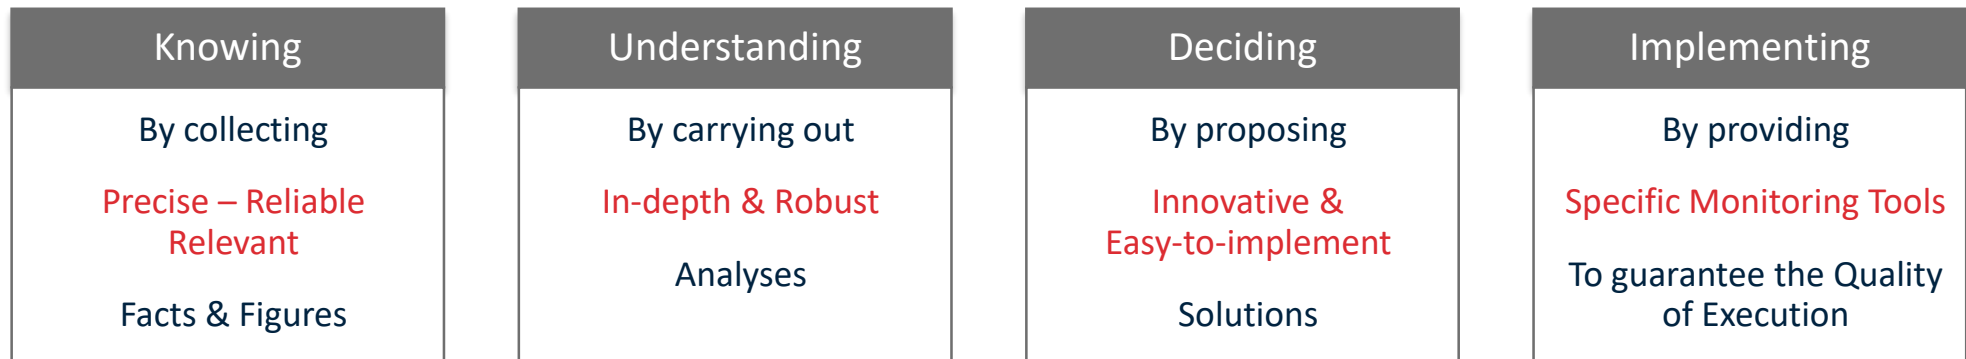 Knowing
By collecting
Precise – Reliable
Relevant
Facts & Figures
Understanding
By carrying out
In-depth & Robust
Analyses
Deciding
By proposing
Innovative &
Easy-to-implement
Solutions
Implementing
By providing
Specific Monitoring Tools
To guarantee the Quality
of Execution